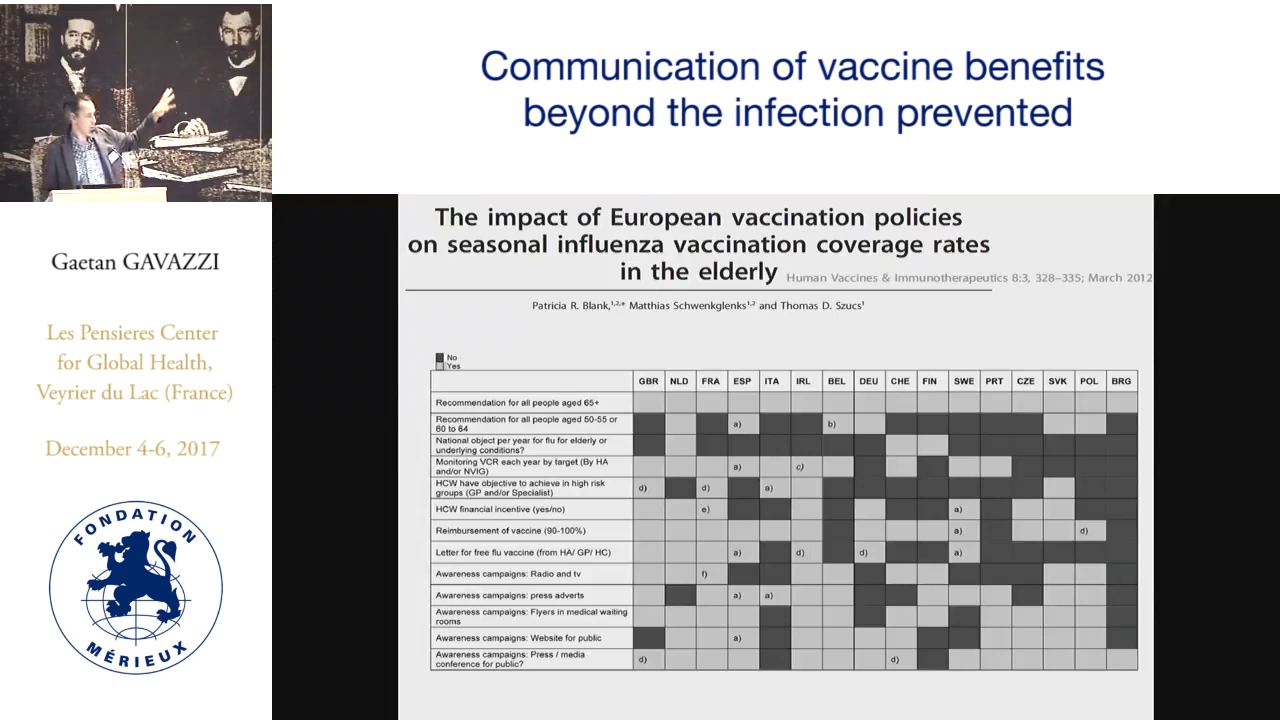 Communication of vaccine benefits
beyond the infection prevented
Gaetan GAVAZZI
Les Pensieres Center
for Global Health,
Veyrier du Lac (France)
December 4-6, 2017
FONDATION
MÉRIEUX
The impact of European vaccination policies
on seasonal influenza vaccination coverage rates
in the elderly Human Vaccines & Immunotherapeutics 8:3, 328–335; March 2012
Patricia R. Blank,¹,²,* Matthias Schwenkglenks¹,² and Thomas D. Szucs¹
No
Yes
GBR NLD FRA ESP ITA IRL BEL DEU CHE FIN SWE PRT CZE SVK POL BRG
Recommendation for all people aged 65+
Recommendation for all people aged 50-55 or
60 to 64 a) b)
National object per year for flu for elderly or
underlying conditions?
Monitoring VCR each year by target (By HA
and/or NVIG) a) c)
HCW have objective to achieve in high risk
groups (GP and/or Specialist) d) d) a)
HCW financial incentive (yes/no) e) a)
Reimbursement of vaccine (90-100%) a) d)
Letter for free flu vaccine (from HA/ GP/ HC) a) d) d) a)
Awareness campaigns: Radio and tv f)
Awareness campaigns: press adverts a) a)
Awareness campaigns: Flyers in medical waiting
rooms
Awareness campaigns: Website for public a)
Awareness campaigns: Press / media
conference for public? d) d)